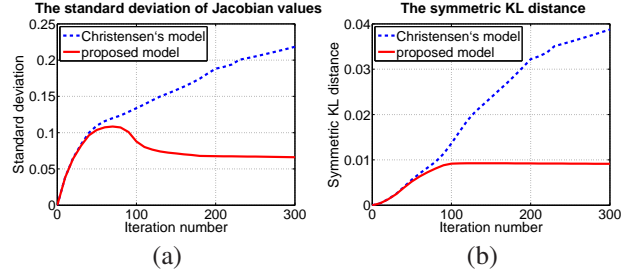 The standard deviation of Jacobian values
Christensen's model
proposed model
Standard deviation
0.25
0.2
0.15
0.1
0.05
0
0 100 200 300
Iteration number
(a)
The symmetric KL distance
Christensen's model
proposed model
Symmetric KL distance
0.04
0.03
0.02
0.01
0
0 100 200 300
Iteration number
(b)